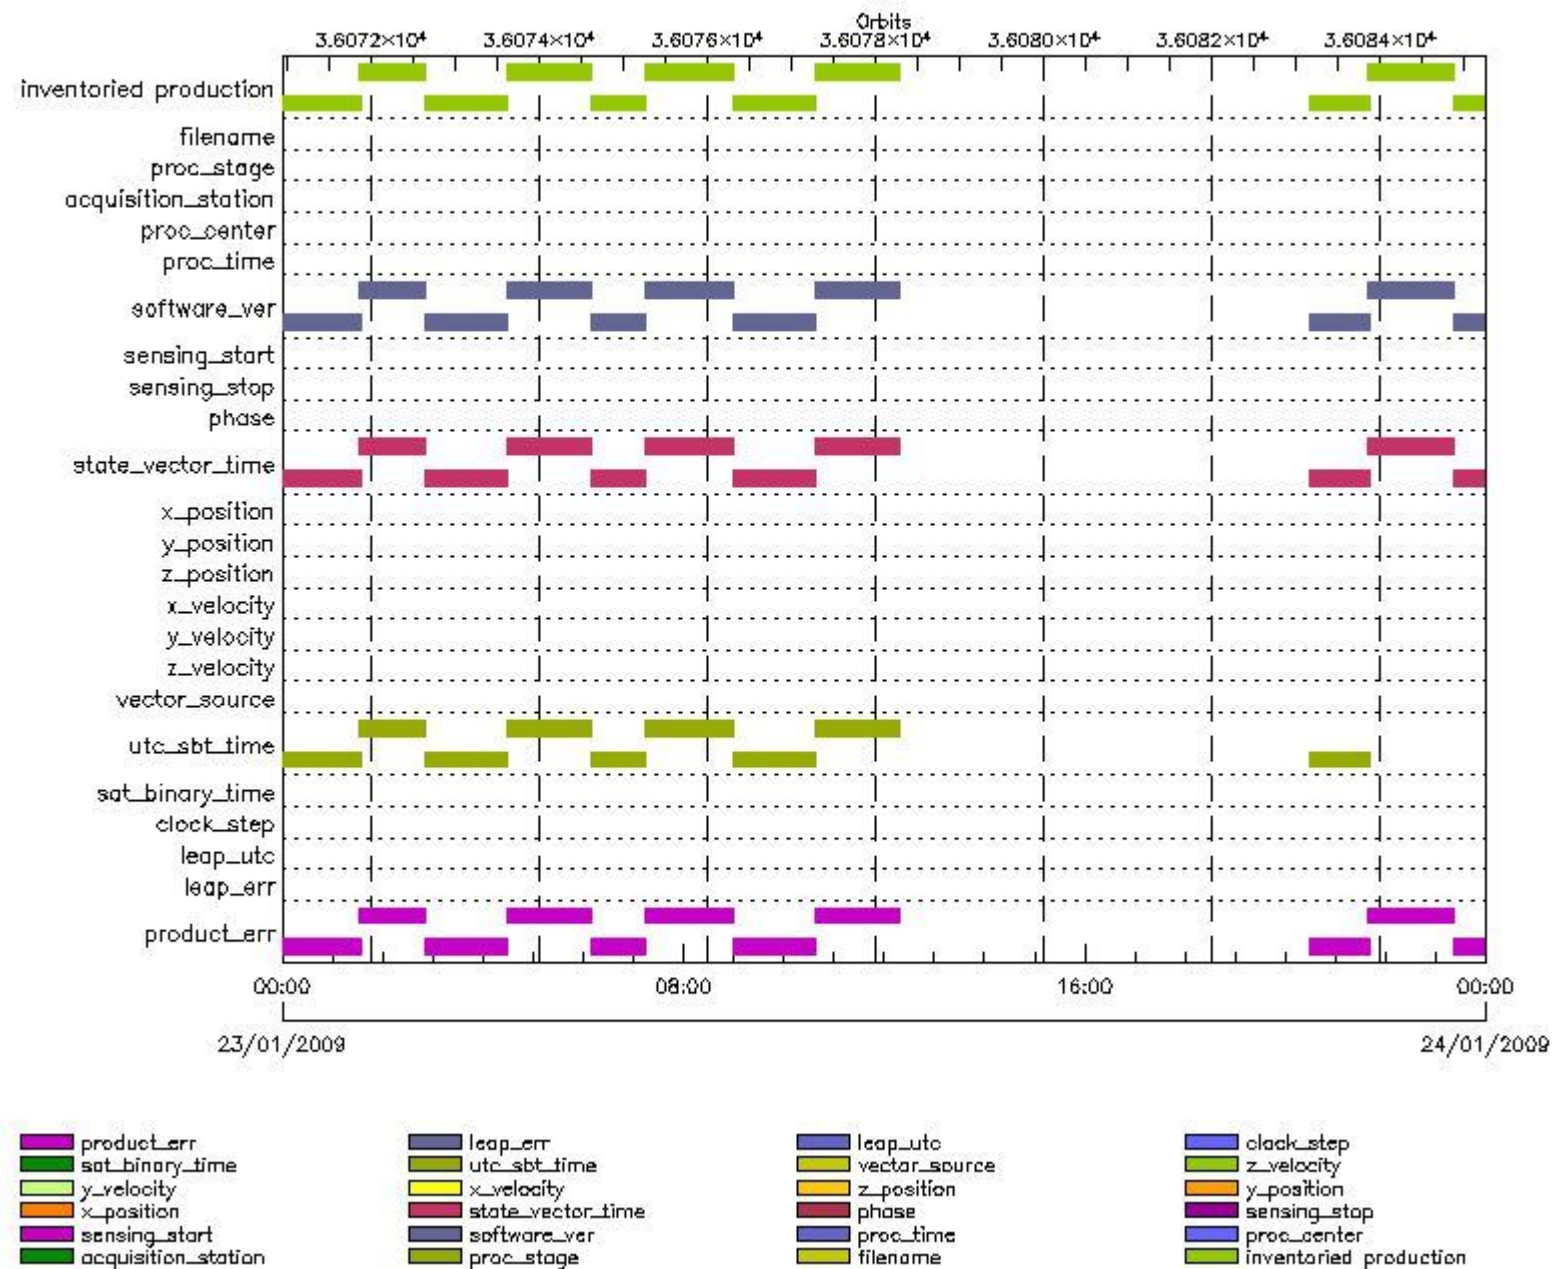 Orbits
3.6072×10⁴ 3.6074×10⁴ 3.6076×10⁴ 3.6078×10⁴ 3.6080×10⁴ 3.6082×10⁴ 3.6084×10⁴
inventoried production
filename
proc_stage
acquisition_station
proc_center
proc_time
software_ver
sensing_start
sensing_stop
phase
state_vector_time
x_position
y_position
z_position
x_velocity
y_velocity
z_velocity
vector_source
utc_sbt_time
sat_binary_time
clock_step
leap_utc
leap_err
product_err
00:00 08:00 16:00 00:00
23/01/2009 24/01/2009
product_err leap_err leap_utc clock_step
sat_binary_time utc_sbt_time vector_source z_velocity
y_velocity x_velocity z_position y_position
x_position state_vector_time phase sensing_stop
sensing_start software_ver proc_time proc_center
acquisition_station proc_stage filename inventoried production